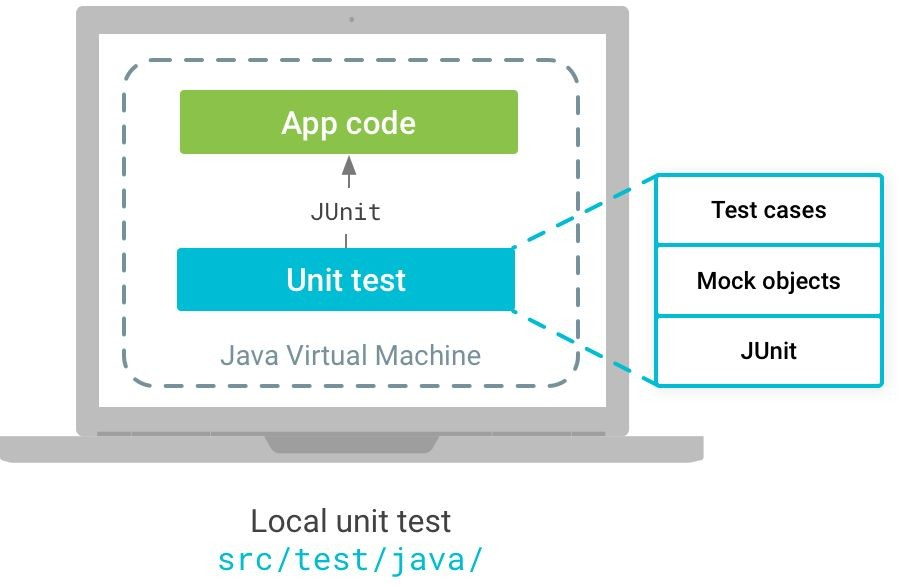 App code
JUnit
Unit test
Java Virtual Machine
Test cases
Mock objects
JUnit
Local unit test
src/test/java/